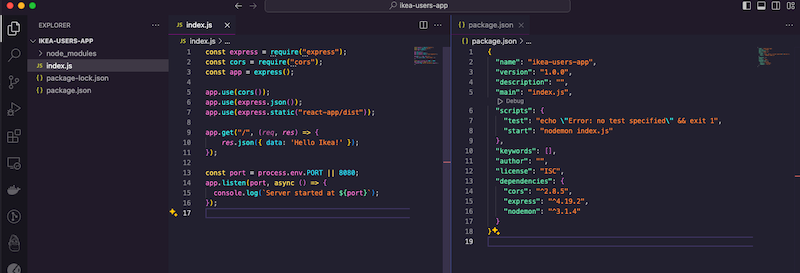 ikea-users-app
EXPLORER
IKEA-USERS-APP
node_modules
JS index.js
{} package-lock.json
{} package.json
JS index.js
JS index.js > ...
1 const express = require("express");
2 const cors = require("cors");
3 const app = express();
4
5 app.use(cors());
6 app.use(express.json());
7 app.use(express.static("react-app/dist"));
8
9 app.get("/", (req, res) => {
10 res.json({ data: 'Hello Ikea!' });
11 });
12
13 const port = process.env.PORT || 8080;
14 app.listen(port, async () => {
15 console.log(`Server started at ${port}`);
16 });
17
{} package.json
{} package.json > ...
1 {
2 "name": "ikea-users-app",
3 "version": "1.0.0",
4 "description": "",
5 "main": "index.js",
Debug
6 "scripts": {
7 "test": "echo \"Error: no test specified\" && exit 1",
8 "start": "nodemon index.js"
9 },
10 "keywords": [],
11 "author": "",
12 "license": "ISC",
13 "dependencies": {
14 "cors": "^2.8.5",
15 "express": "^4.19.2",
16 "nodemon": "^3.1.4"
17 }
18 }
19